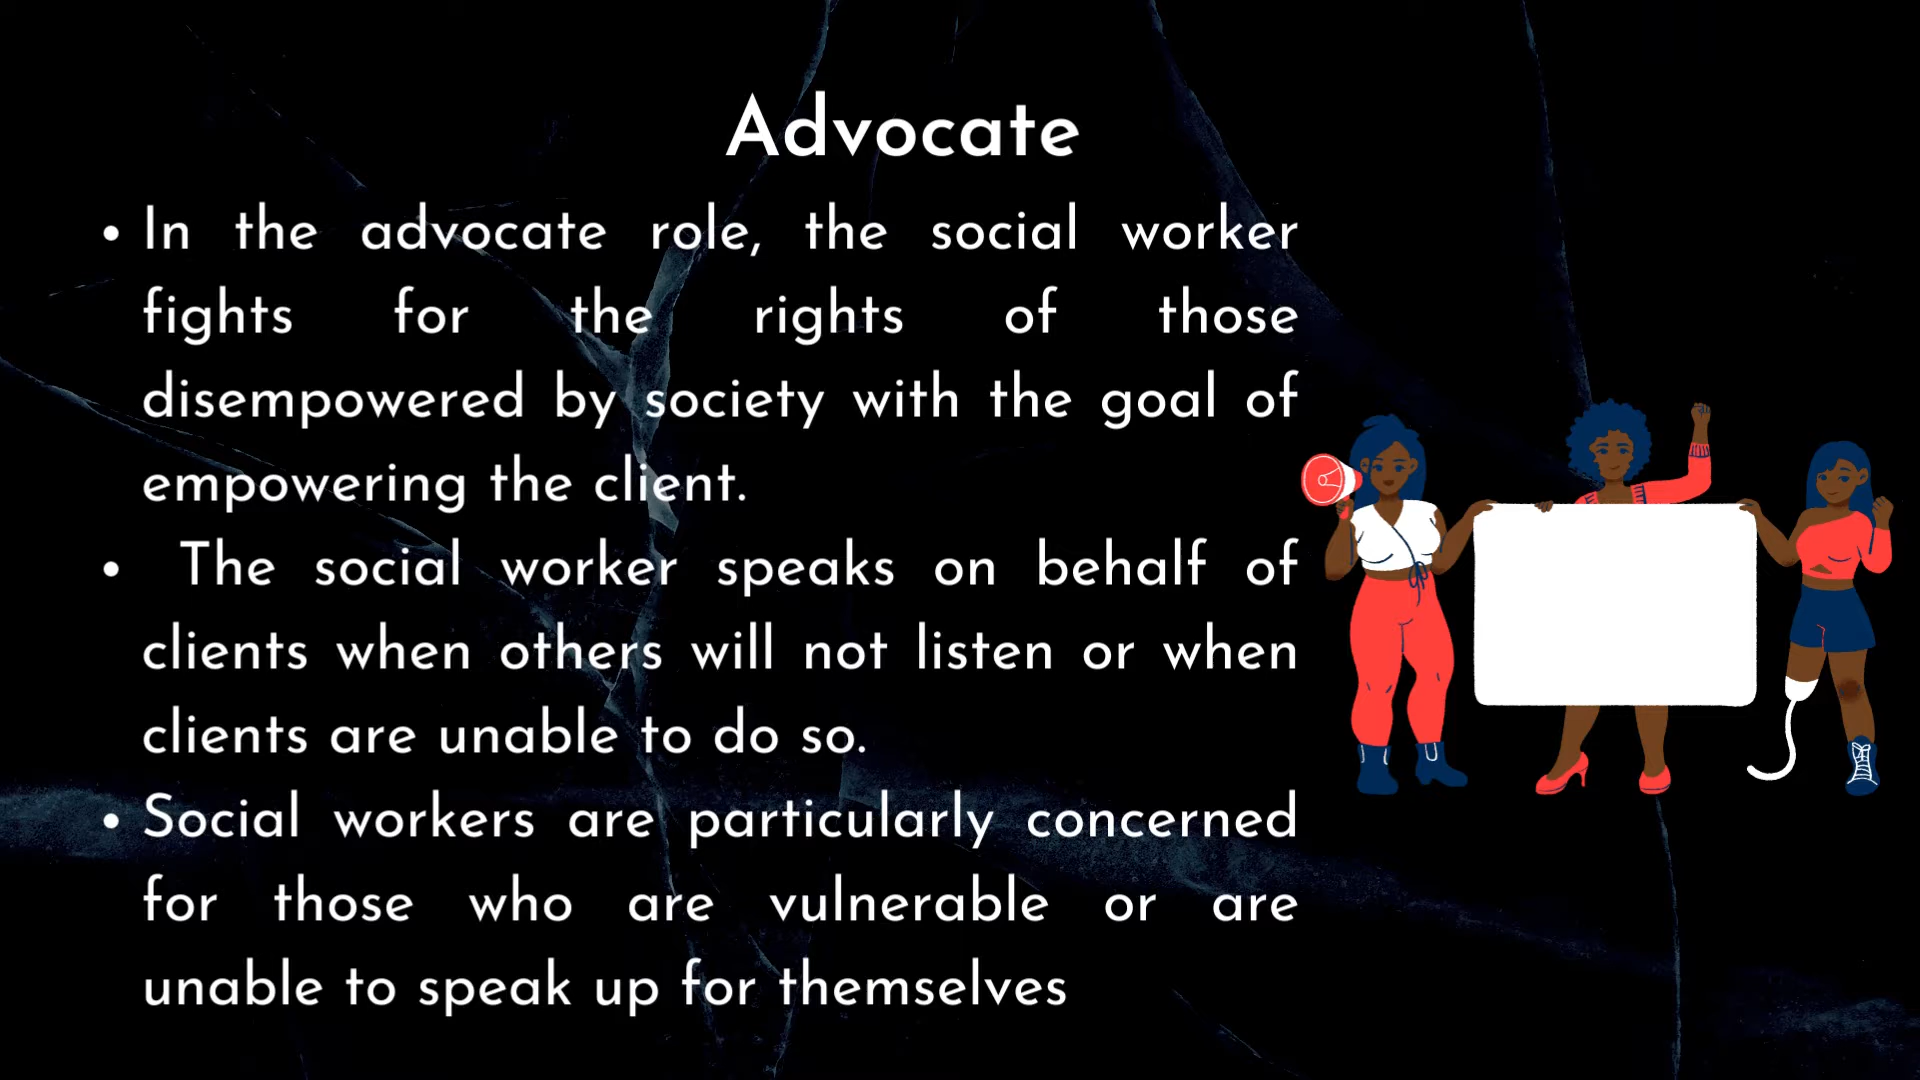 Advocate
• In the advocate role, the social worker
fights for the rights of those
disempowered by society with the goal of
empowering the client.
• The social worker speaks on behalf of
clients when others will not listen or when
clients are unable to do so.
• Social workers are particularly concerned
for those who are vulnerable or are
unable to speak up for themselves